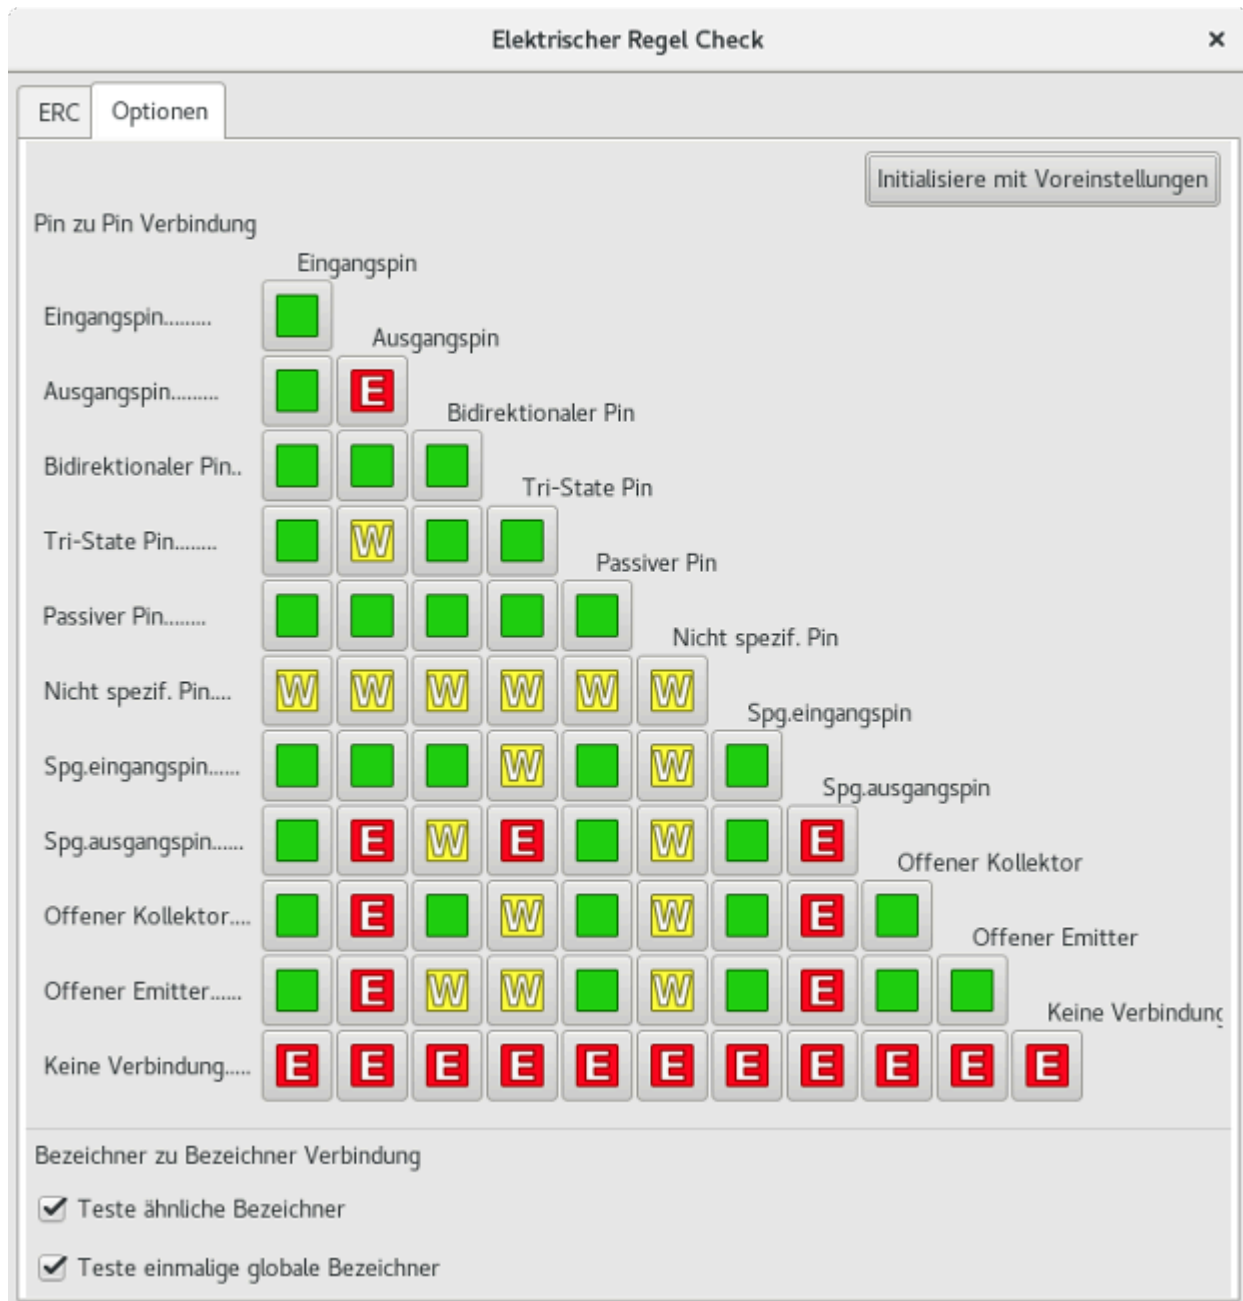 Elektrischer Regel Check
ERC Optionen
Initialisiere mit Voreinstellungen
Pin zu Pin Verbindung
Eingangspin
Eingangspin.........
Ausgangspin
Ausgangspin......... E
Bidirektionaler Pin
Bidirektionaler Pin..
Tri-State Pin
Tri-State Pin........ W
Passiver Pin
Passiver Pin........
Nicht spezif. Pin
Nicht spezif. Pin.... W W W W W W
Spg.eingangspin
Spg.eingangspin...... W W
Spg.ausgangspin
Spg.ausgangspin...... E W E W E
Offener Kollektor
Offener Kollektor.... E W W E
Offener Emitter
Offener Emitter...... E W W W E
Keine Verbindung
Keine Verbindung..... E E E E E E E E E E E
Bezeichner zu Bezeichner Verbindung
Teste ähnliche Bezeichner
Teste einmalige globale Bezeichner